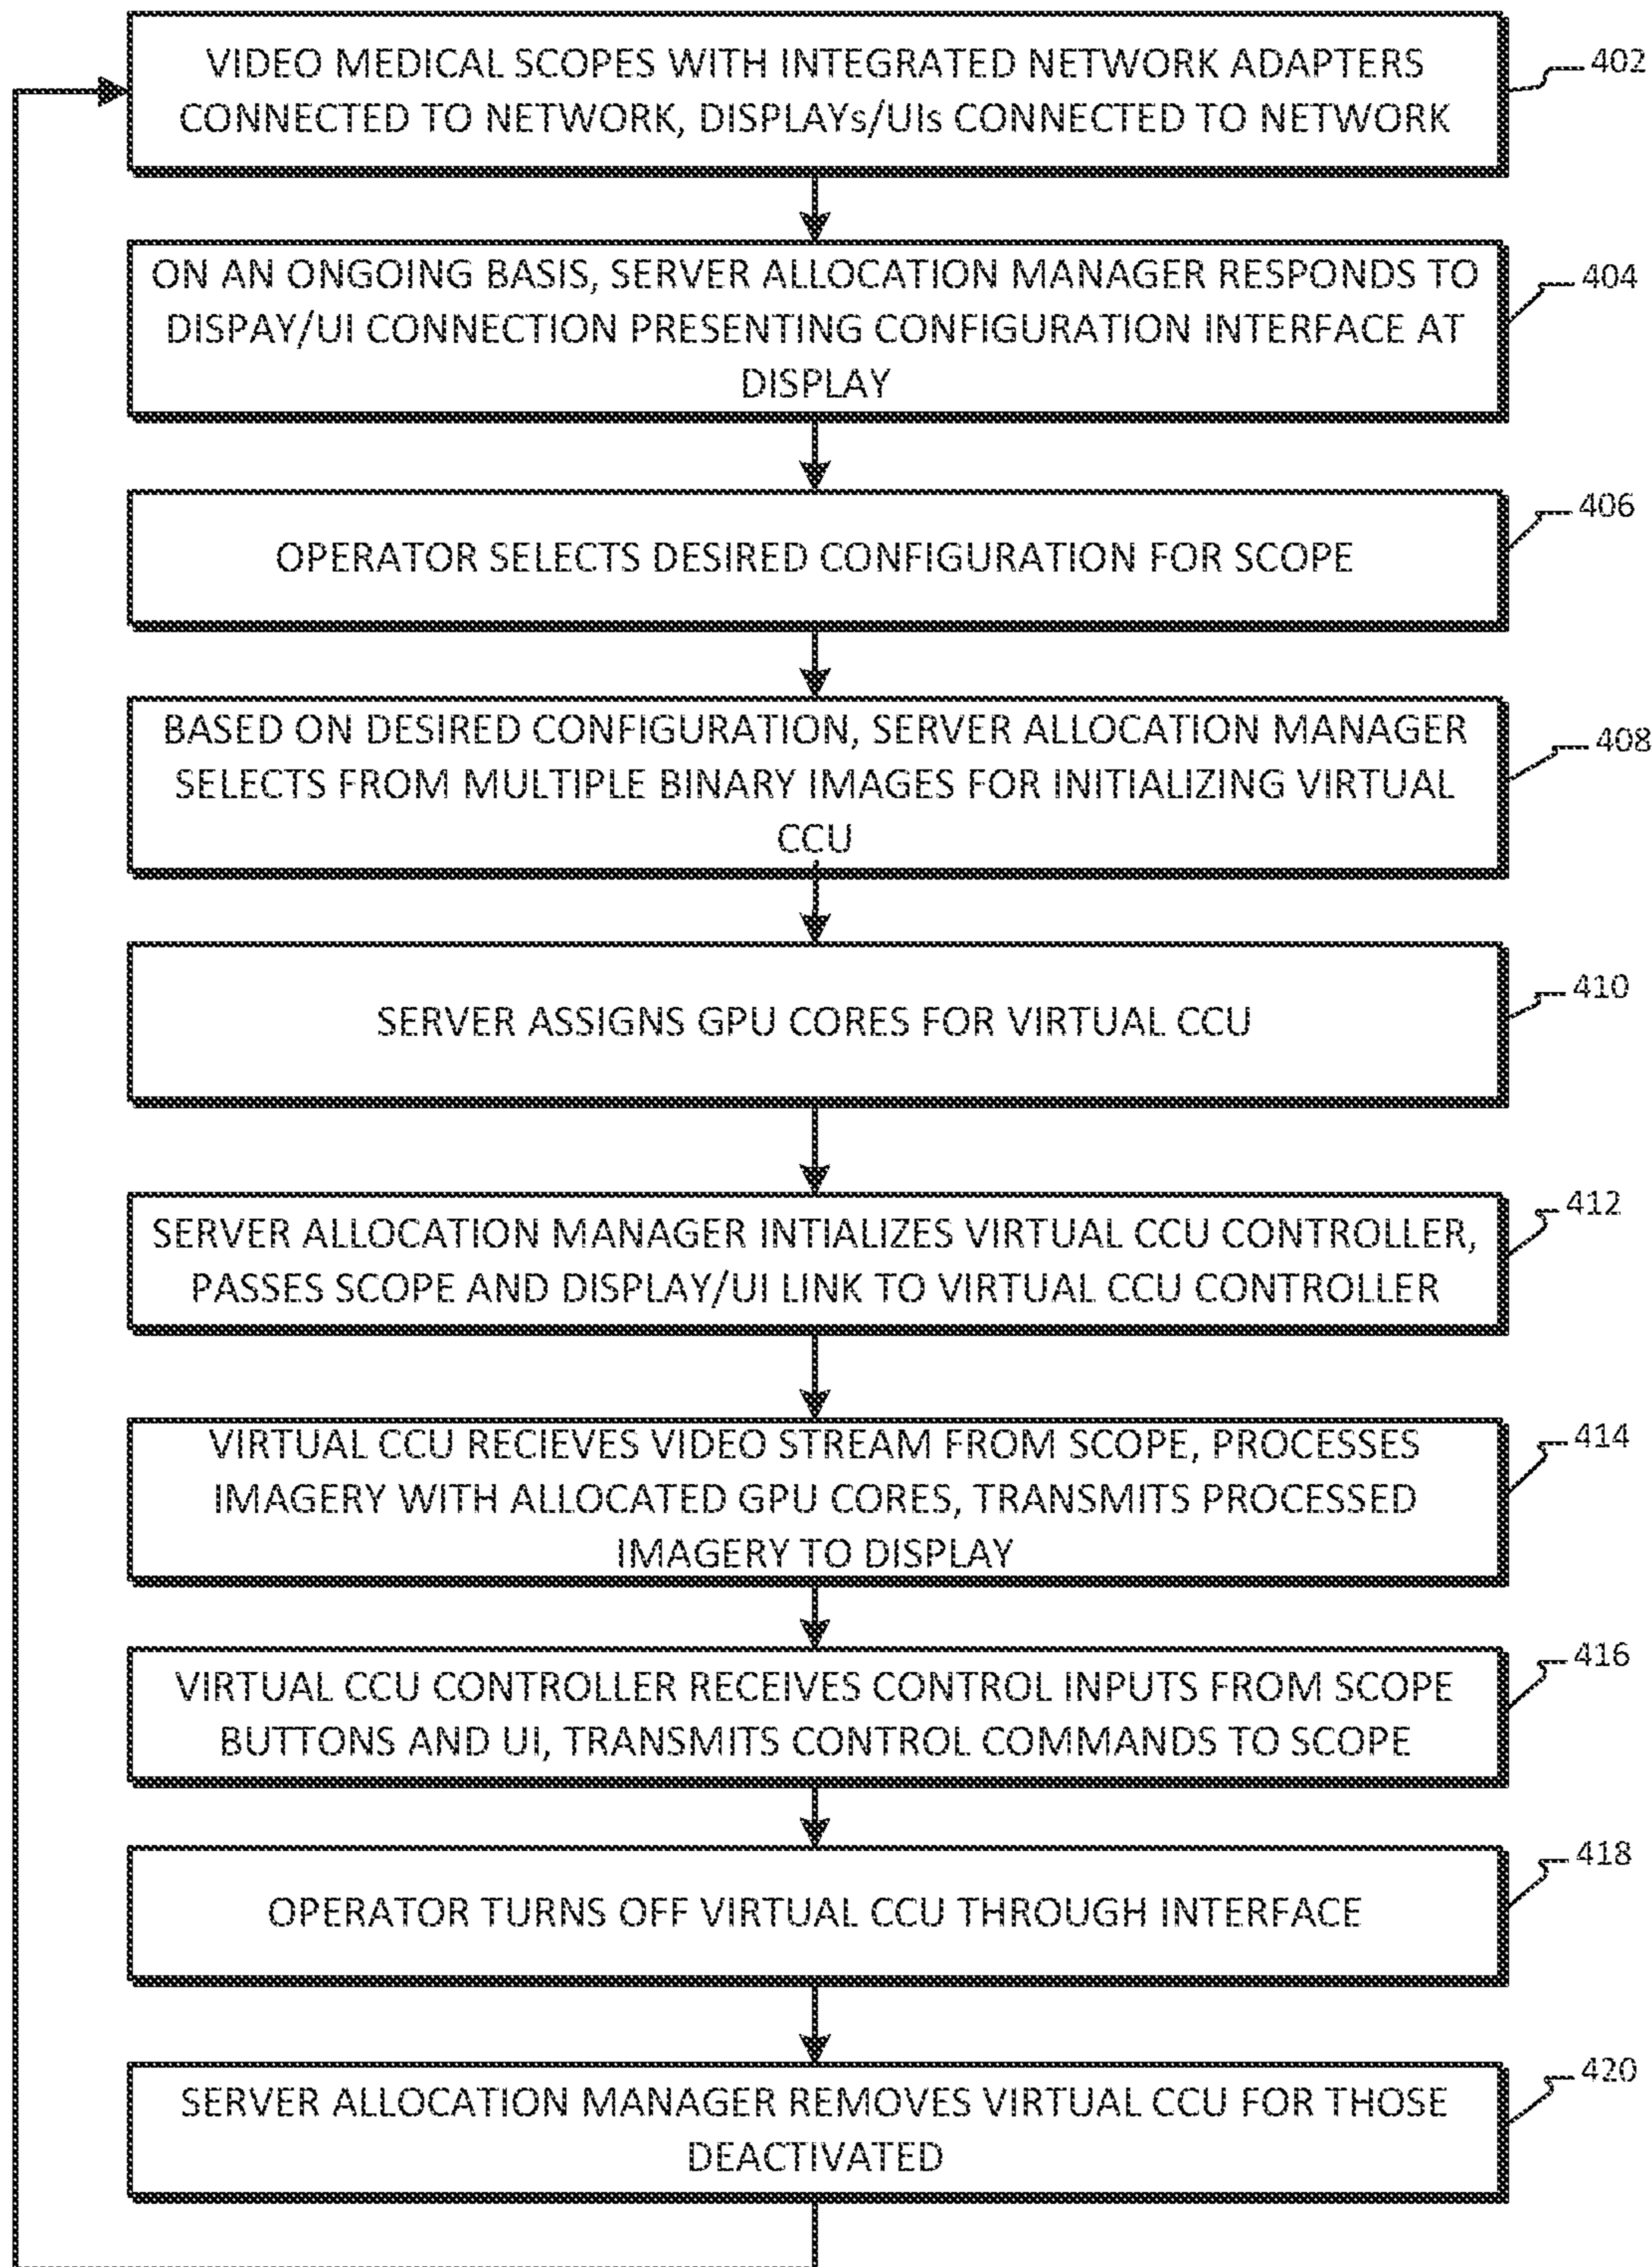 VIDEO MEDICAL SCOPES WITH INTEGRATED NETWORK ADAPTERS
CONNECTED TO NETWORK, DISPLAYs/UIs CONNECTED TO NETWORK
402
ON AN ONGOING BASIS, SERVER ALLOCATION MANAGER RESPONDS TO
DISPAY/UI CONNECTION PRESENTING CONFIGURATION INTERFACE AT
DISPLAY
404
OPERATOR SELECTS DESIRED CONFIGURATION FOR SCOPE
406
BASED ON DESIRED CONFIGURATION, SERVER ALLOCATION MANAGER
SELECTS FROM MULTIPLE BINARY IMAGES FOR INITIALIZING VIRTUAL
CCU
408
SERVER ASSIGNS GPU CORES FOR VIRTUAL CCU
410
SERVER ALLOCATION MANAGER INTIALIZES VIRTUAL CCU CONTROLLER,
PASSES SCOPE AND DISPLAY/UI LINK TO VIRTUAL CCU CONTROLLER
412
VIRTUAL CCU RECIEVES VIDEO STREAM FROM SCOPE, PROCESSES
IMAGERY WITH ALLOCATED GPU CORES, TRANSMITS PROCESSED
IMAGERY TO DISPLAY
414
VIRTUAL CCU CONTROLLER RECEIVES CONTROL INPUTS FROM SCOPE
BUTTONS AND UI, TRANSMITS CONTROL COMMANDS TO SCOPE
416
OPERATOR TURNS OFF VIRTUAL CCU THROUGH INTERFACE
418
SERVER ALLOCATION MANAGER REMOVES VIRTUAL CCU FOR THOSE
DEACTIVATED
420